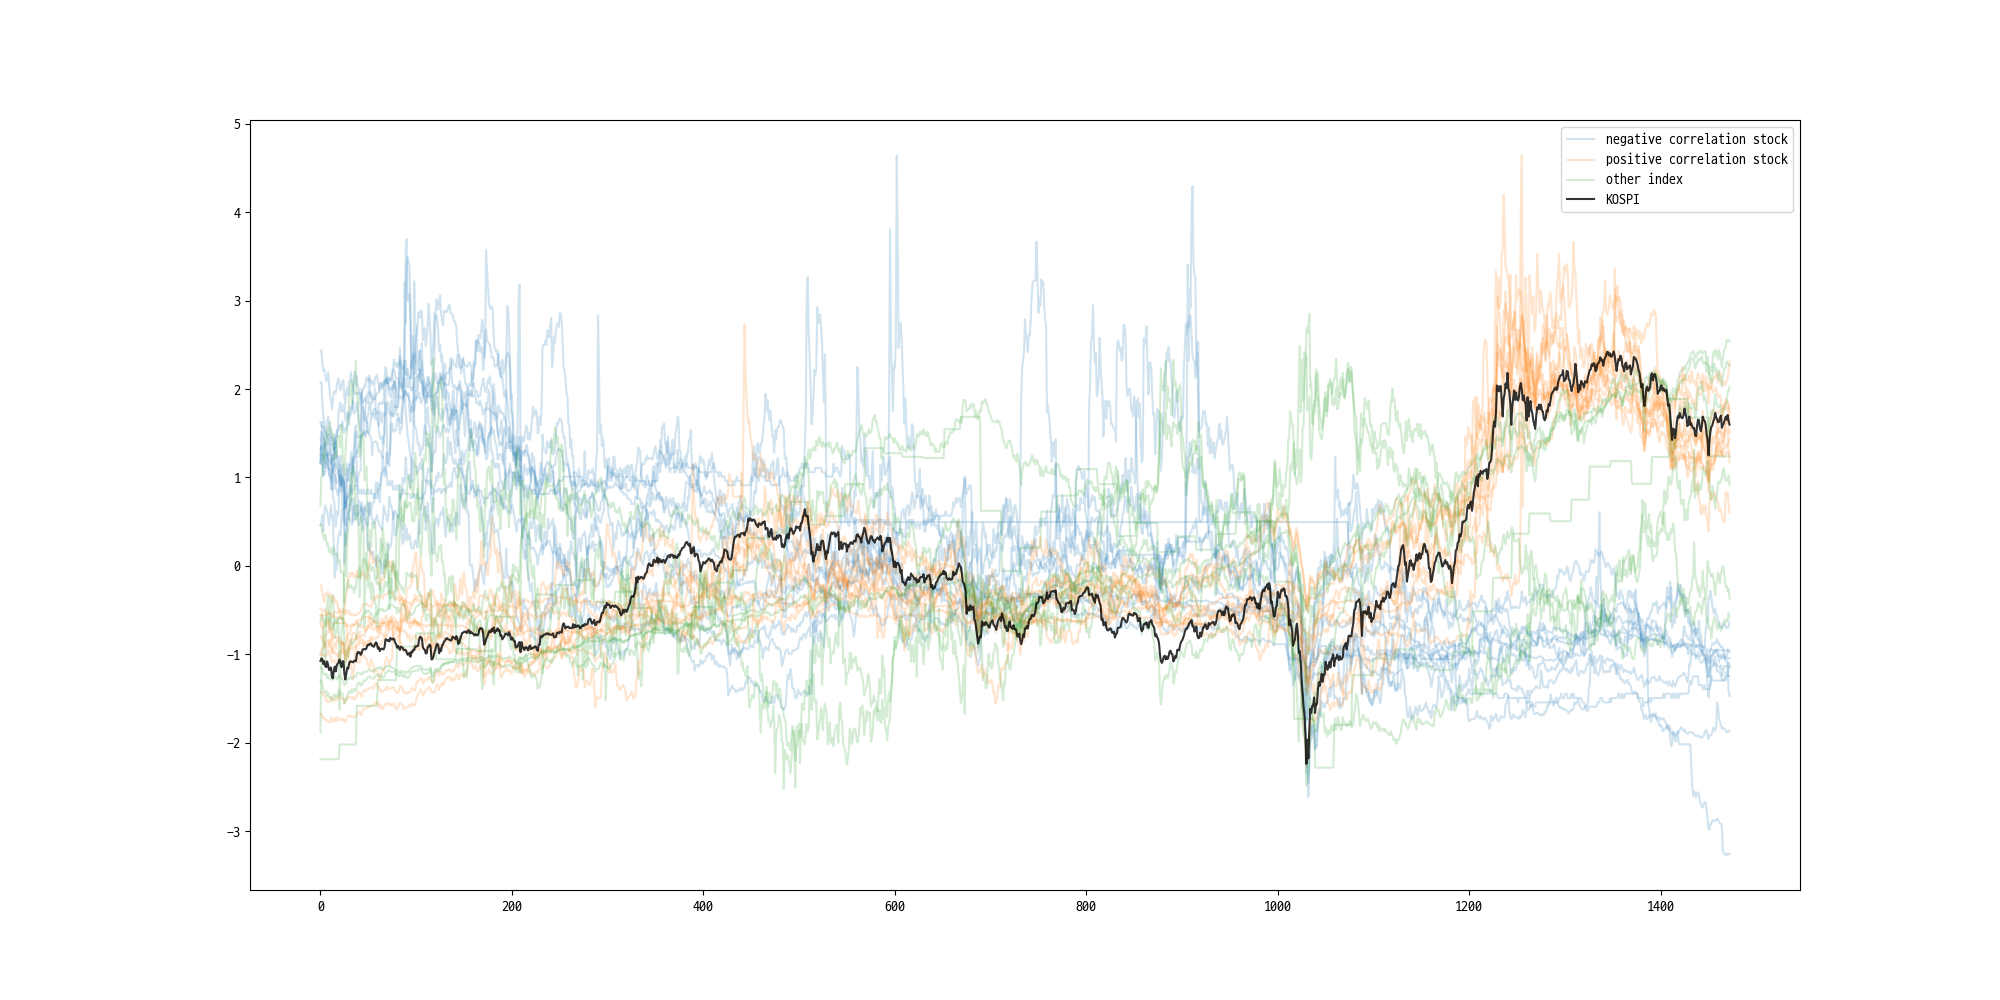 5
4
3
2
1
0
−1
−2
−3
0 200 400 600 800 1000 1200 1400
negative correlation stock
positive correlation stock
other index
KOSPI